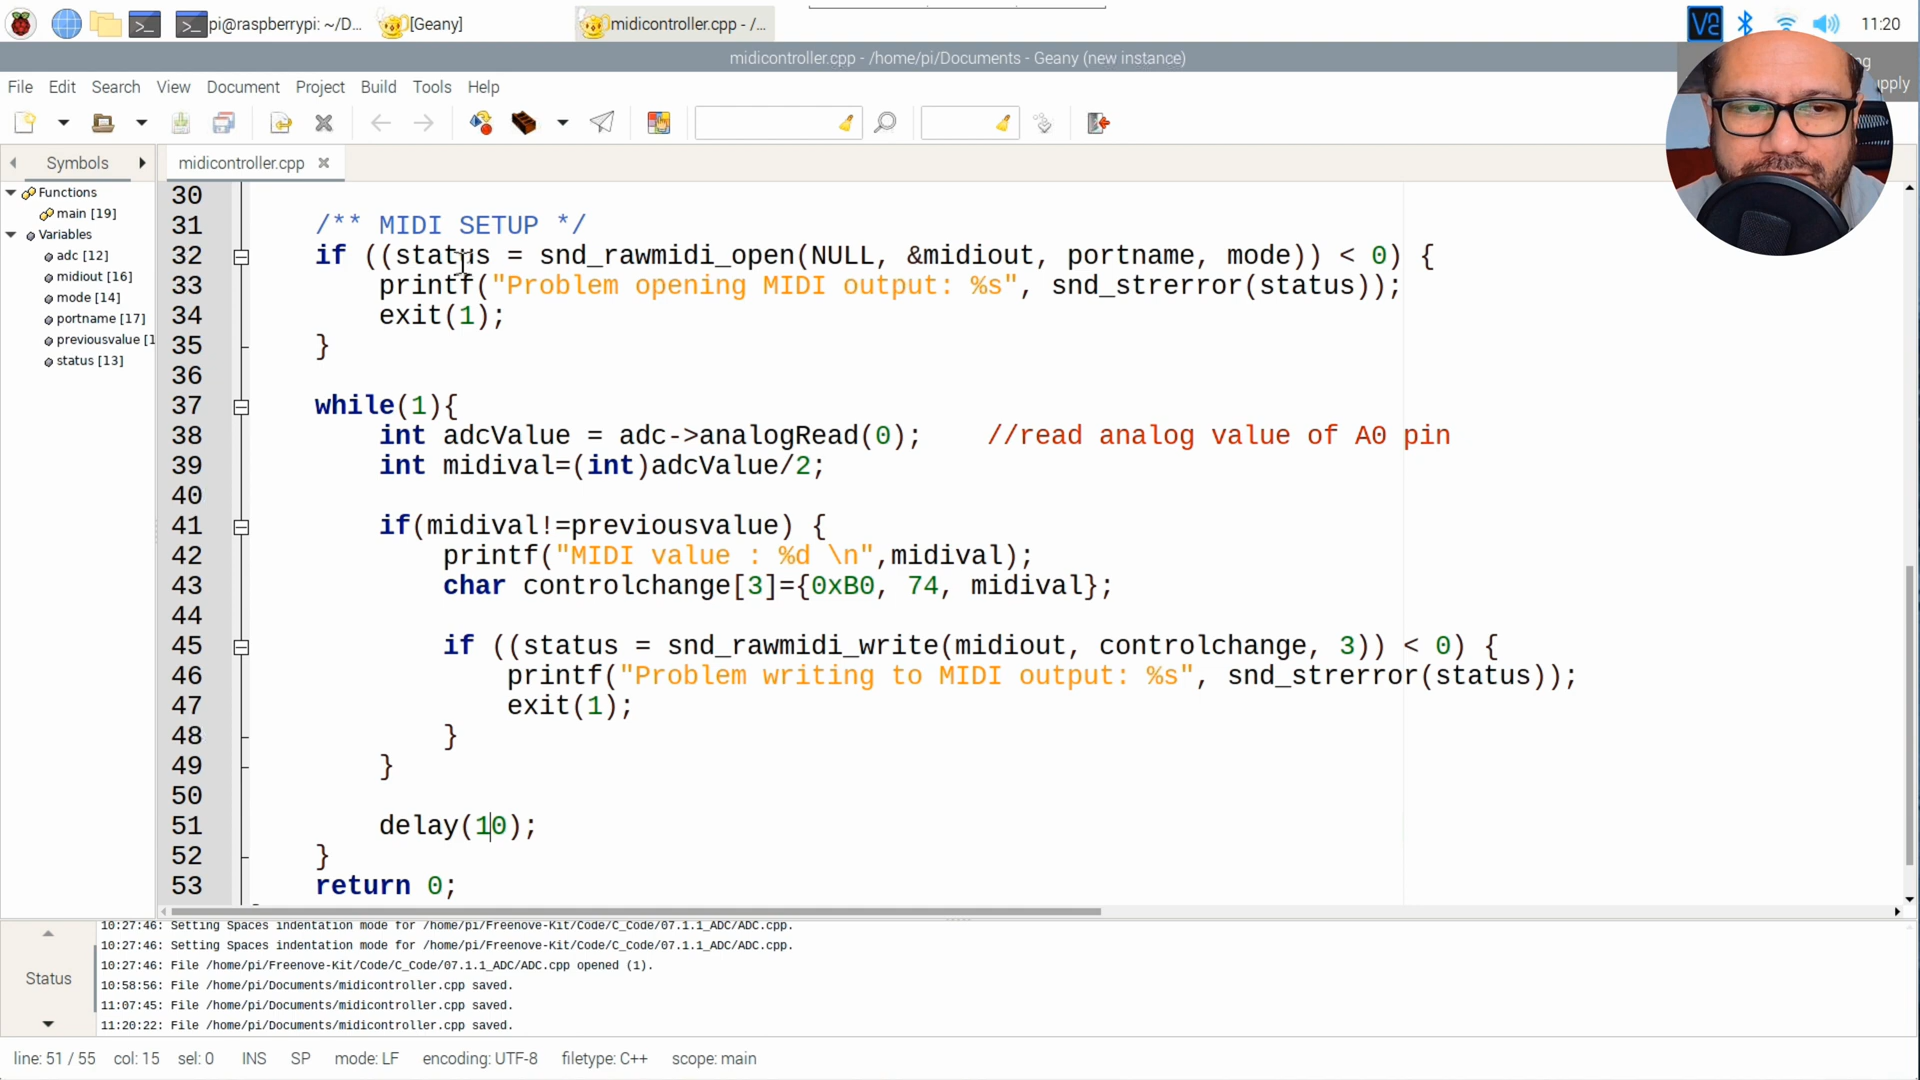 pi@raspberrypi: ~/D...
[Geany]
midicontroller.cpp - /...
11:20
midicontroller.cpp - /home/pi/Documents - Geany (new instance)
File Edit Search View Document Project Build Tools Help
Symbols
midicontroller.cpp
Functions
main [19]
Variables
adc [12]
midiout [16]
mode [14]
portname [17]
previousvalue [1
status [13]
30
31 /** MIDI SETUP */
32 if ((status = snd_rawmidi_open(NULL, &midiout, portname, mode)) < 0) {
33 printf("Problem opening MIDI output: %s", snd_strerror(status));
34 exit(1);
35 }
36
37 while(1){
38 int adcValue = adc->analogRead(0); //read analog value of A0 pin
39 int midival=(int)adcValue/2;
40
41 if(midival!=previousvalue) {
42 printf("MIDI value : %d \n",midival);
43 char controlchange[3]={0xB0, 74, midival};
44
45 if ((status = snd_rawmidi_write(midiout, controlchange, 3)) < 0) {
46 printf("Problem writing to MIDI output: %s", snd_strerror(status));
47 exit(1);
48 }
49 }
50
51 delay(10);
52 }
53 return 0;
Status
10:27:46: Setting Spaces indentation mode for /home/pi/Freenove-Kit/Code/C_Code/07.1.1_ADC/ADC.cpp.
10:27:46: Setting Spaces indentation mode for /home/pi/Freenove-Kit/Code/C_Code/07.1.1_ADC/ADC.cpp.
10:27:46: File /home/pi/Freenove-Kit/Code/C_Code/07.1.1_ADC/ADC.cpp opened (1).
10:58:56: File /home/pi/Documents/midicontroller.cpp saved.
11:07:45: File /home/pi/Documents/midicontroller.cpp saved.
11:20:22: File /home/pi/Documents/midicontroller.cpp saved.
line: 51 / 55 col: 15 sel: 0 INS SP mode: LF encoding: UTF-8 filetype: C++ scope: main